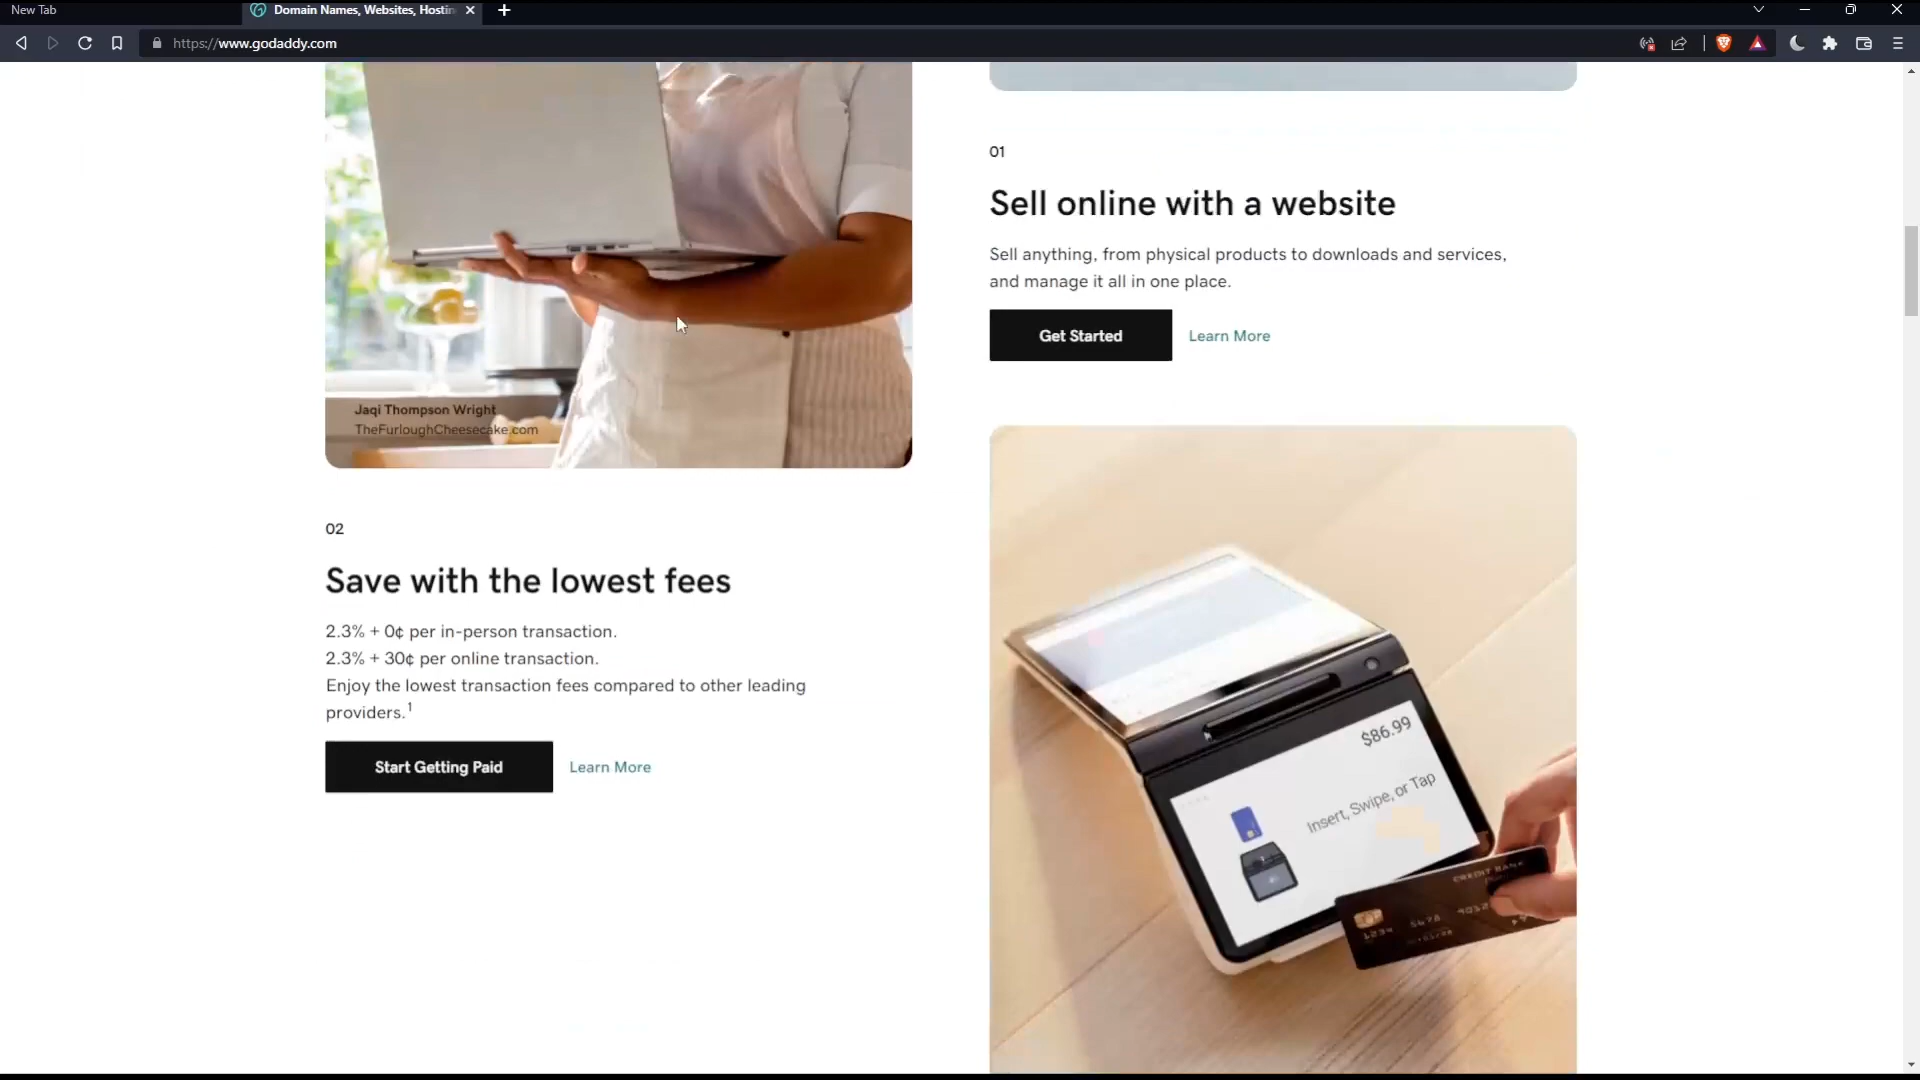 New Tab
Domain Names, Websites, Hostin
https://www.godaddy.com
01
Sell online with a website
Sell anything, from physical products to downloads and services,
and manage it all in one place.
Get Started
Learn More
Jaqi Thompson Wright
TheFurloughCheesecake.com
02
Save with the lowest fees
2.3% + 0¢ per in-person transaction.
2.3% + 30¢ per online transaction.
Enjoy the lowest transaction fees compared to other leading
providers.¹
Start Getting Paid
Learn More
$86.99
Insert, Swipe, or Tap
CREDIT BANK
1234 5678 9012